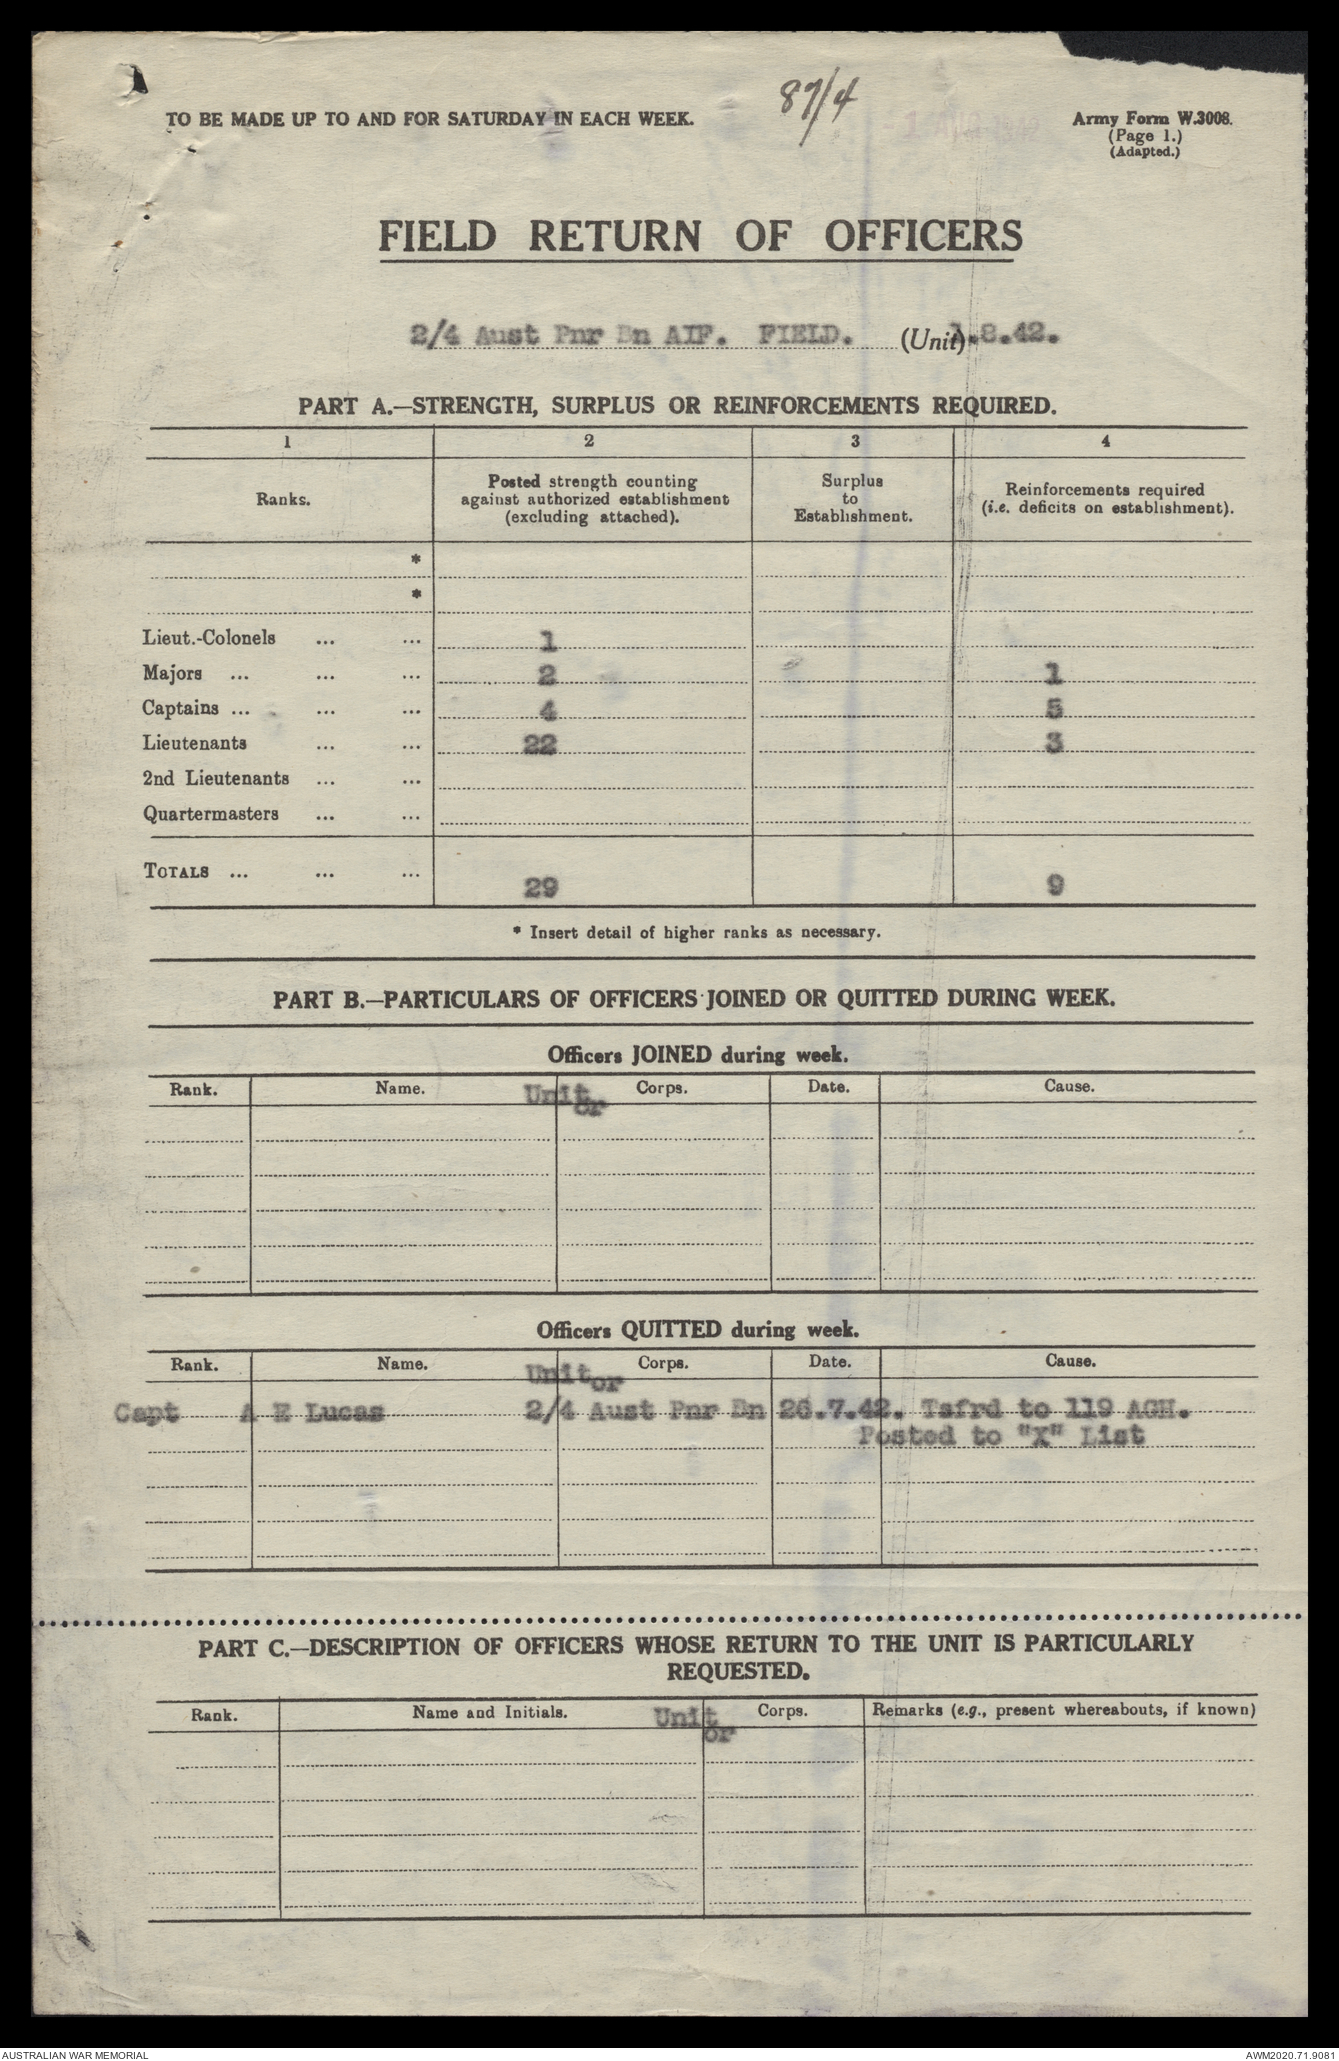 87/4
TO BE MADE UP TO AND FOR SATURDAY IN EACH WEEK.
Army Form W.3008.
(Page 1.)
(Adapted.)
FIELD RETURN OF OFFICERS
2/4 Aust Pnr Bn AIF. FIELD. (Unit) 1.8.42.
PART A.—STRENGTH, SURPLUS OR REINFORCEMENTS REQUIRED.
1 2 3 4
Ranks.
Posted strength counting
against authorized establishment
(excluding attached).
Surplus
to
Establishment.
Reinforcements required
(i.e. deficits on establishment).
*
*
Lieut.-Colonels ... ... 1
Majors ... ... ... 2 1
Captains ... ... ... 4 5
Lieutenants ... ... 22 3
2nd Lieutenants ... ...
Quartermasters ... ...
TOTALS ... ... ... 29 9
* Insert detail of higher ranks as necessary.
PART B.—PARTICULARS OF OFFICERS JOINED OR QUITTED DURING WEEK.
Officers JOINED during week.
Rank. Name. Unit or Corps. Date. Cause.
Officers QUITTED during week.
Rank. Name. Unit or Corps. Date. Cause.
Capt A E Lucas 2/4 Aust Pnr Bn 26.7.42. Tsfrd to 119 AGH.
Posted to "X" List
PART C.—DESCRIPTION OF OFFICERS WHOSE RETURN TO THE UNIT IS PARTICULARLY
REQUESTED.
Rank. Name and Initials. Unit or Corps. Remarks (e.g., present whereabouts, if known)
AUSTRALIAN WAR MEMORIAL
AWM2020.71.9081